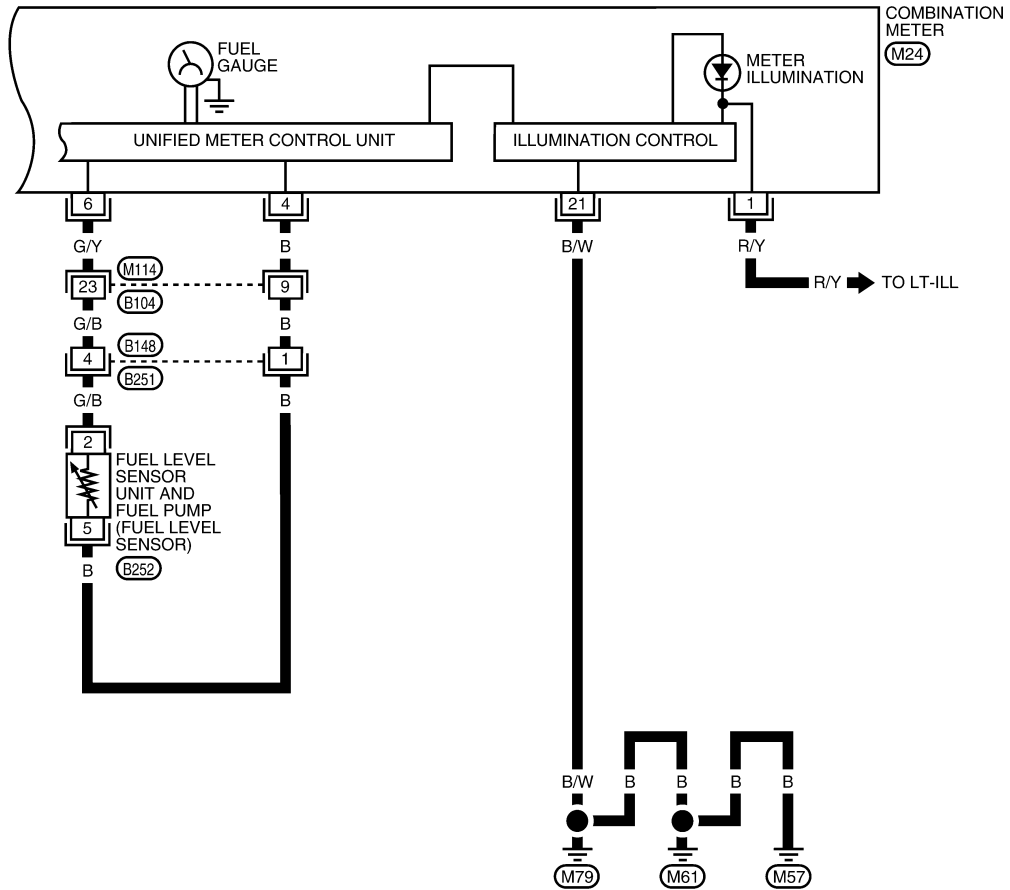 COMBINATION
METER
M24
FUEL
GAUGE
METER
ILLUMINATION
UNIFIED METER CONTROL UNIT
ILLUMINATION CONTROL
6
4
21
1
G/Y
B
B/W
R/Y
M114
23
9
B104
R/Y
TO LT-ILL
G/B
B
B148
4
1
B251
G/B
B
2
FUEL LEVEL
SENSOR
UNIT AND
FUEL PUMP
(FUEL LEVEL
SENSOR)
5
B
B252
B/W
B
B
B
B
M79
M61
M57